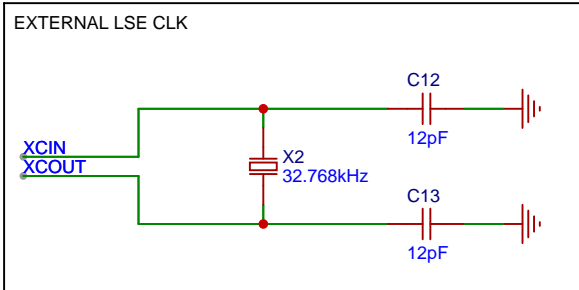 EXTERNAL LSE CLK
C12
12pF
XCIN
XCOUT
X2
32.768kHz
C13
12pF